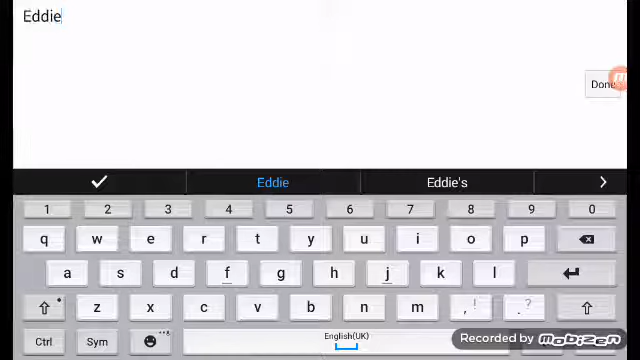 Eddie
Done
Eddie Eddie's
1 2 3 4 5 6 7 8 9 0
q w e r t y u i o p
a s d f g h j k l
z x c v b n m , ! . ?
Ctrl Sym English(UK)
Recorded by MOBIZEN